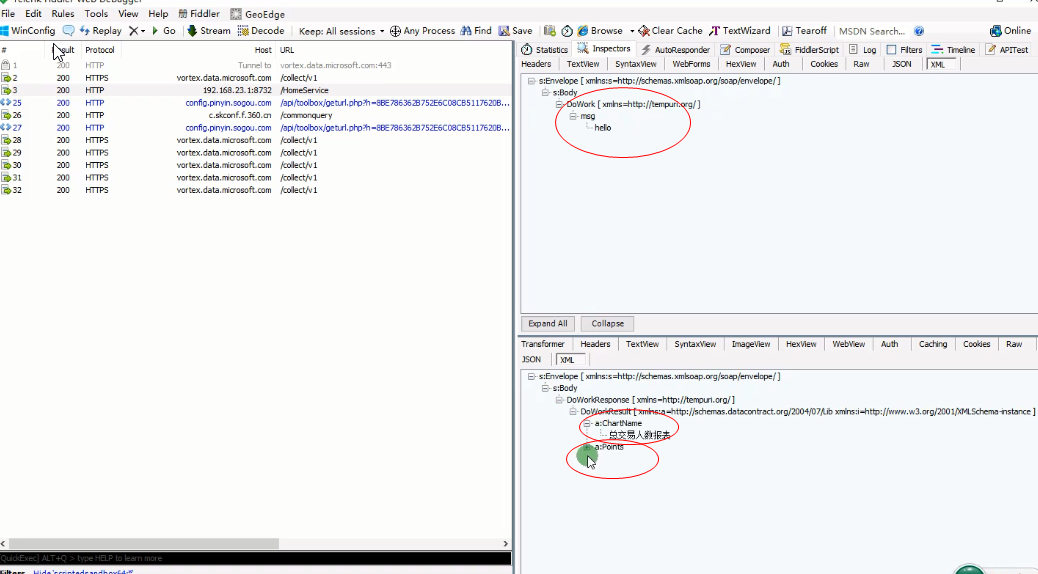 Telerik Fiddler Web Debugger
File Edit Rules Tools View Help Fiddler GeoEdge
WinConfig Replay Go Stream Decode Keep: All sessions Any Process Find Save Browse Clear Cache TextWizard Tearoff MSDN Search... Online
# Result Protocol Host URL
1 200 HTTP Tunnel to vortex.data.microsoft.com:443
2 200 HTTPS vortex.data.microsoft.com /collect/v1
3 200 HTTP 192.168.23.1:8732 /HomeService
25 200 HTTP config.pinyin.sogou.com /api/toolbox/geturl.php?h=8BE786362B752E6C08CB5117620B...
26 200 HTTP c.skconf.f.360.cn /commonquery
27 200 HTTP config.pinyin.sogou.com /api/toolbox/geturl.php?h=8BE786362B752E6C08CB5117620B...
28 200 HTTPS vortex.data.microsoft.com /collect/v1
29 200 HTTPS vortex.data.microsoft.com /collect/v1
30 200 HTTPS vortex.data.microsoft.com /collect/v1
31 200 HTTPS vortex.data.microsoft.com /collect/v1
32 200 HTTPS vortex.data.microsoft.com /collect/v1
QuickExec] ALT+Q > type HELP to learn more
Filters Hide 'scriptedsandbox64:*'
Statistics Inspectors AutoResponder Composer FiddlerScript Log Filters Timeline APITest
Headers TextView SyntaxView WebForms HexView Auth Cookies Raw JSON XML
s:Envelope [ xmlns:s=http://schemas.xmlsoap.org/soap/envelope/ ]
s:Body
DoWork [ xmlns=http://tempuri.org/ ]
msg
hello
Expand All Collapse
Transformer Headers TextView SyntaxView ImageView HexView WebView Auth Caching Cookies Raw
JSON XML
s:Envelope [ xmlns:s=http://schemas.xmlsoap.org/soap/envelope/ ]
s:Body
DoWorkResponse [ xmlns=http://tempuri.org/ ]
DoWorkResult [ xmlns:a=http://schemas.datacontract.org/2004/07/Lib xmlns:i=http://www.w3.org/2001/XMLSchema-instance ]
a:ChartName
总交易人数报表
a:Points